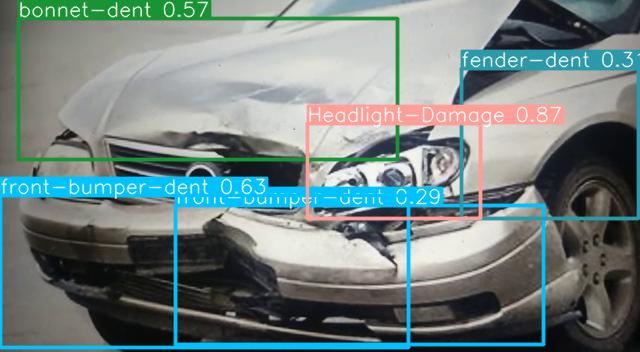 bonnet-dent 0.57
fender-dent 0.31
Headlight-Damage 0.87
front-bumper-dent 0.63
front-bumper-dent 0.29